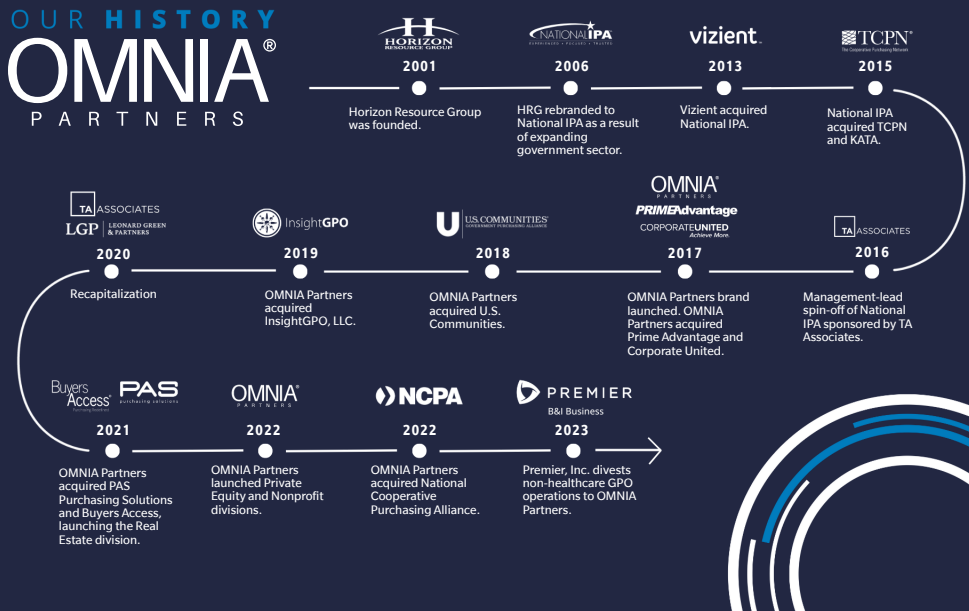 OUR HISTORY
OMNIA®
PARTNERS
H
HORIZON
RESOURCE GROUP
2001
Horizon Resource Group
was founded.
NATIONAL IPA
EXPERIENCED • FOCUSED • TRUSTED
2006
HRG rebranded to
National IPA as a result
of expanding
government sector.
vizient
2013
Vizient acquired
National IPA.
TCPN®
The Cooperative Purchasing Network
2015
National IPA
acquired TCPN
and KATA.
TA ASSOCIATES
2016
Management-lead
spin-off of National
IPA sponsored by TA
Associates.
OMNIA®
PARTNERS
PRIMEAdvantage
CORPORATEUNITED
Achieve More.
2017
OMNIA Partners brand
launched. OMNIA
Partners acquired
Prime Advantage and
Corporate United.
U U.S. COMMUNITIES
GOVERNMENT PURCHASING ALLIANCE
2018
OMNIA Partners
acquired U.S.
Communities.
InsightGPO
2019
OMNIA Partners
acquired
InsightGPO, LLC.
TA ASSOCIATES
LGP LEONARD GREEN
& PARTNERS
2020
Recapitalization
Buyers
Access®
PAS
purchasing solutions
2021
OMNIA Partners
acquired PAS
Purchasing Solutions
and Buyers Access,
launching the Real
Estate division.
OMNIA®
PARTNERS
2022
OMNIA Partners
launched Private
Equity and Nonprofit
divisions.
NCPA
2022
OMNIA Partners
acquired National
Cooperative
Purchasing Alliance.
PREMIER
B&I Business
2023
Premier, Inc. divests
non-healthcare GPO
operations to OMNIA
Partners.